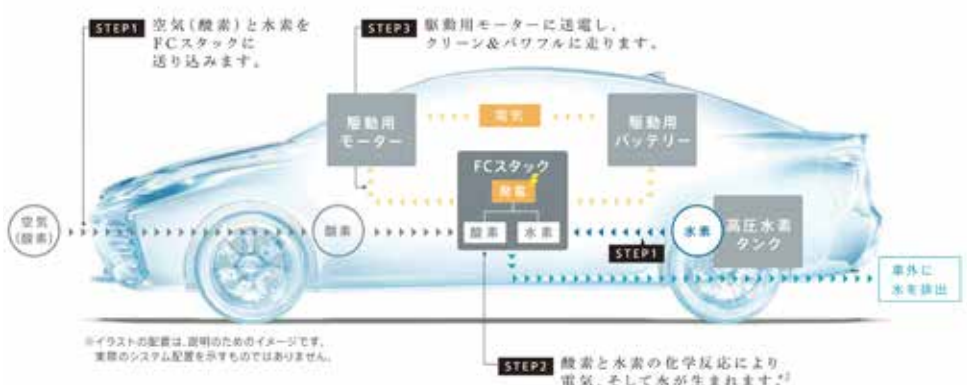 STEP1 空気(酸素)と水素を
FCスタックに
送り込みます。
STEP3 駆動用モーターに送電し、
クリーン&パワフルに走ります。
駆動用
モーター
電気
駆動用
バッテリー
FCスタック
発電
酸素
水素
空気
(酸素)
酸素
水素
高圧水素
タンク
STEP1
車外に
水を排出
※イラストの配置は、説明のためのイメージです。
実際のシステム配置を示すものではありません。
STEP2 酸素と水素の化学反応により
電気、そして水が生まれます。*2